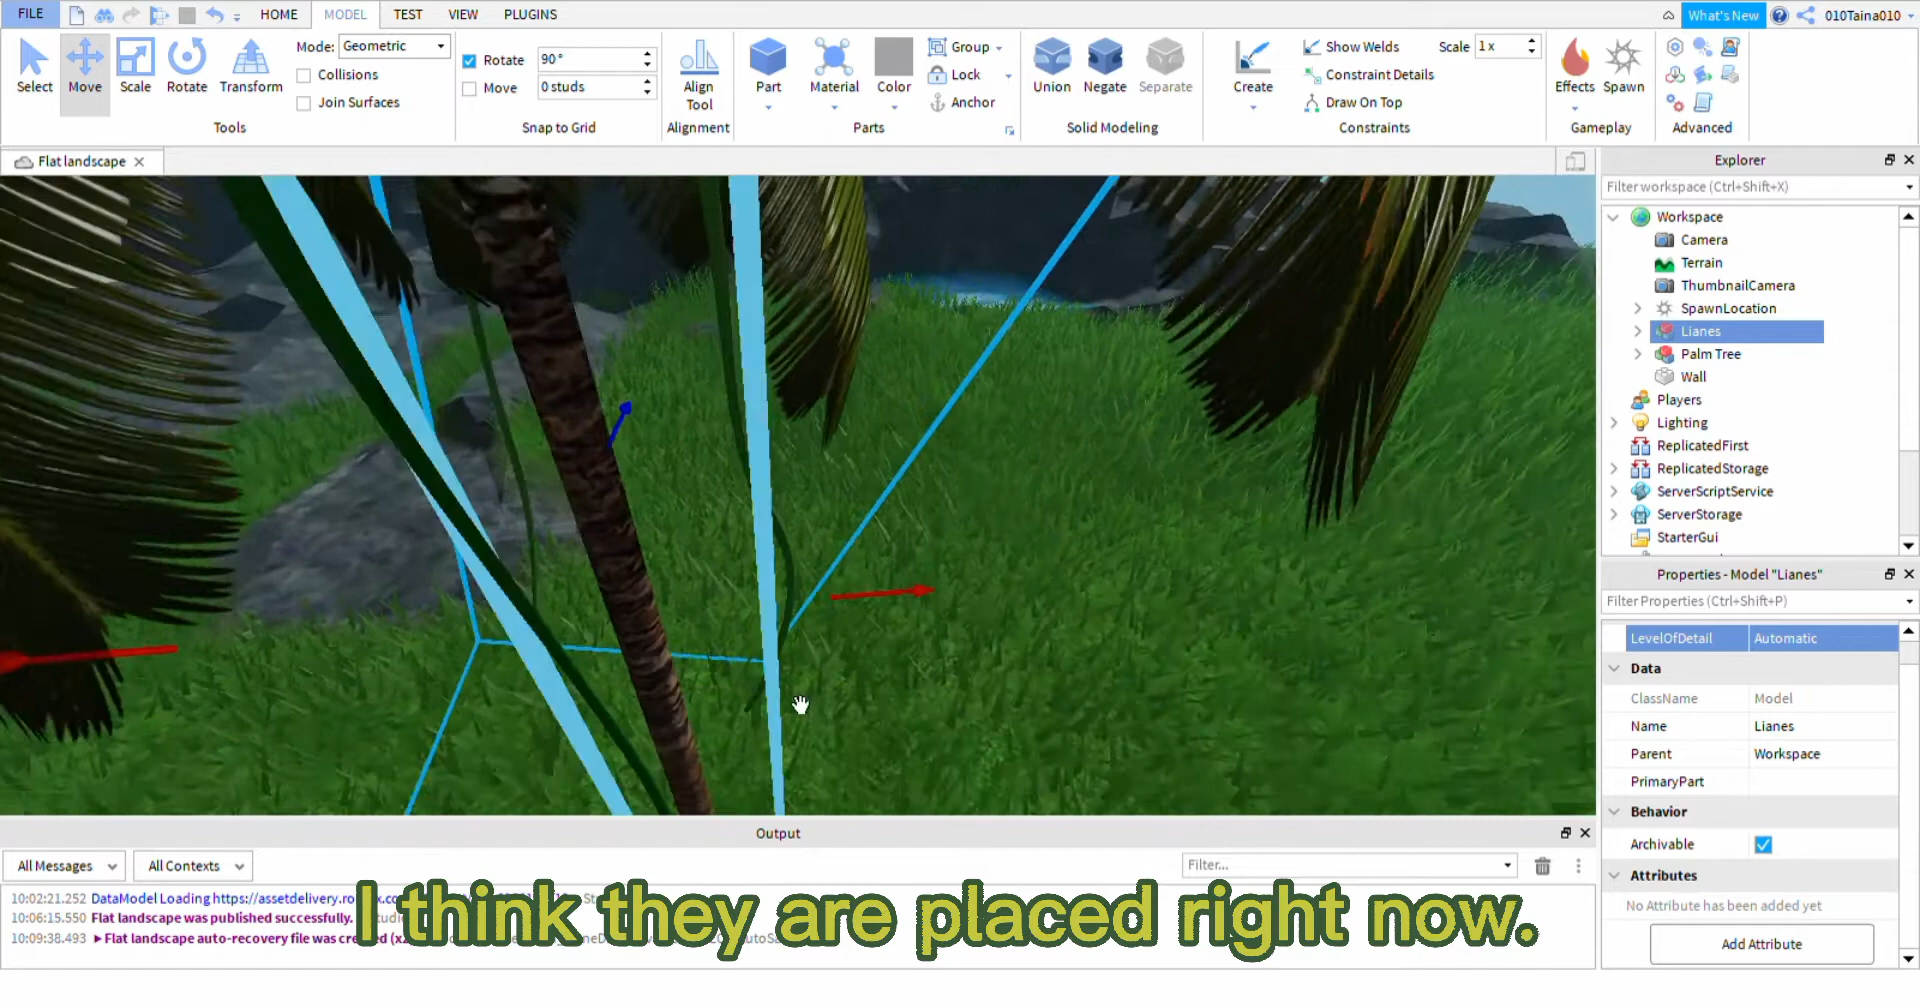 FILE HOME MODEL TEST VIEW PLUGINS What's New 010Taina010
Select Move Scale Rotate Transform
Mode: Geometric
Collisions
Join Surfaces
Tools
Rotate 90°
Move 0 studs
Snap to Grid
Align
Tool
Alignment
Part Material Color
Group
Lock
Anchor
Parts
Union Negate Separate
Solid Modeling
Create
Show Welds Scale 1 x
Constraint Details
Draw On Top
Constraints
Effects Spawn
Gameplay
Advanced
Flat landscape
Explorer
Filter workspace (Ctrl+Shift+X)
Workspace
Camera
Terrain
ThumbnailCamera
SpawnLocation
Lianes
Palm Tree
Wall
Players
Lighting
ReplicatedFirst
ReplicatedStorage
ServerScriptService
ServerStorage
StarterGui
Properties - Model "Lianes"
Filter Properties (Ctrl+Shift+P)
LevelOfDetail Automatic
Data
ClassName Model
Name Lianes
Parent Workspace
PrimaryPart
Behavior
Archivable
Attributes
No Attribute has been added yet
Add Attribute
Output
All Messages All Contexts Filter...
10:02:21.252 DataModel Loading https://assetdelivery.ro
10:06:15.550 Flat landscape was published successfully.
10:09:38.493 Flat landscape auto-recovery file was
I think they are placed right now.